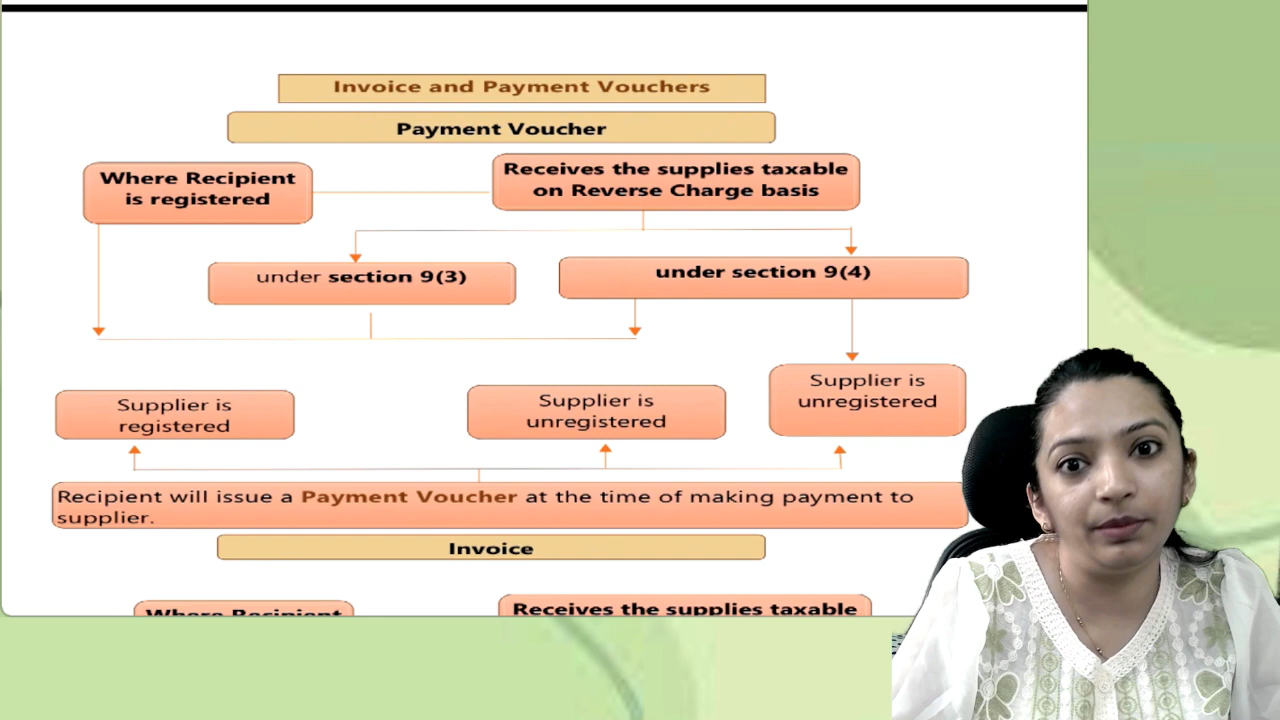 Invoice and Payment Vouchers
Payment Voucher
Where Recipient
is registered
Receives the supplies taxable
on Reverse Charge basis
under section 9(3)
under section 9(4)
Supplier is
registered
Supplier is
unregistered
Supplier is
unregistered
Recipient will issue a Payment Voucher at the time of making payment to
supplier.
Invoice
Where Recipient
Receives the supplies taxable